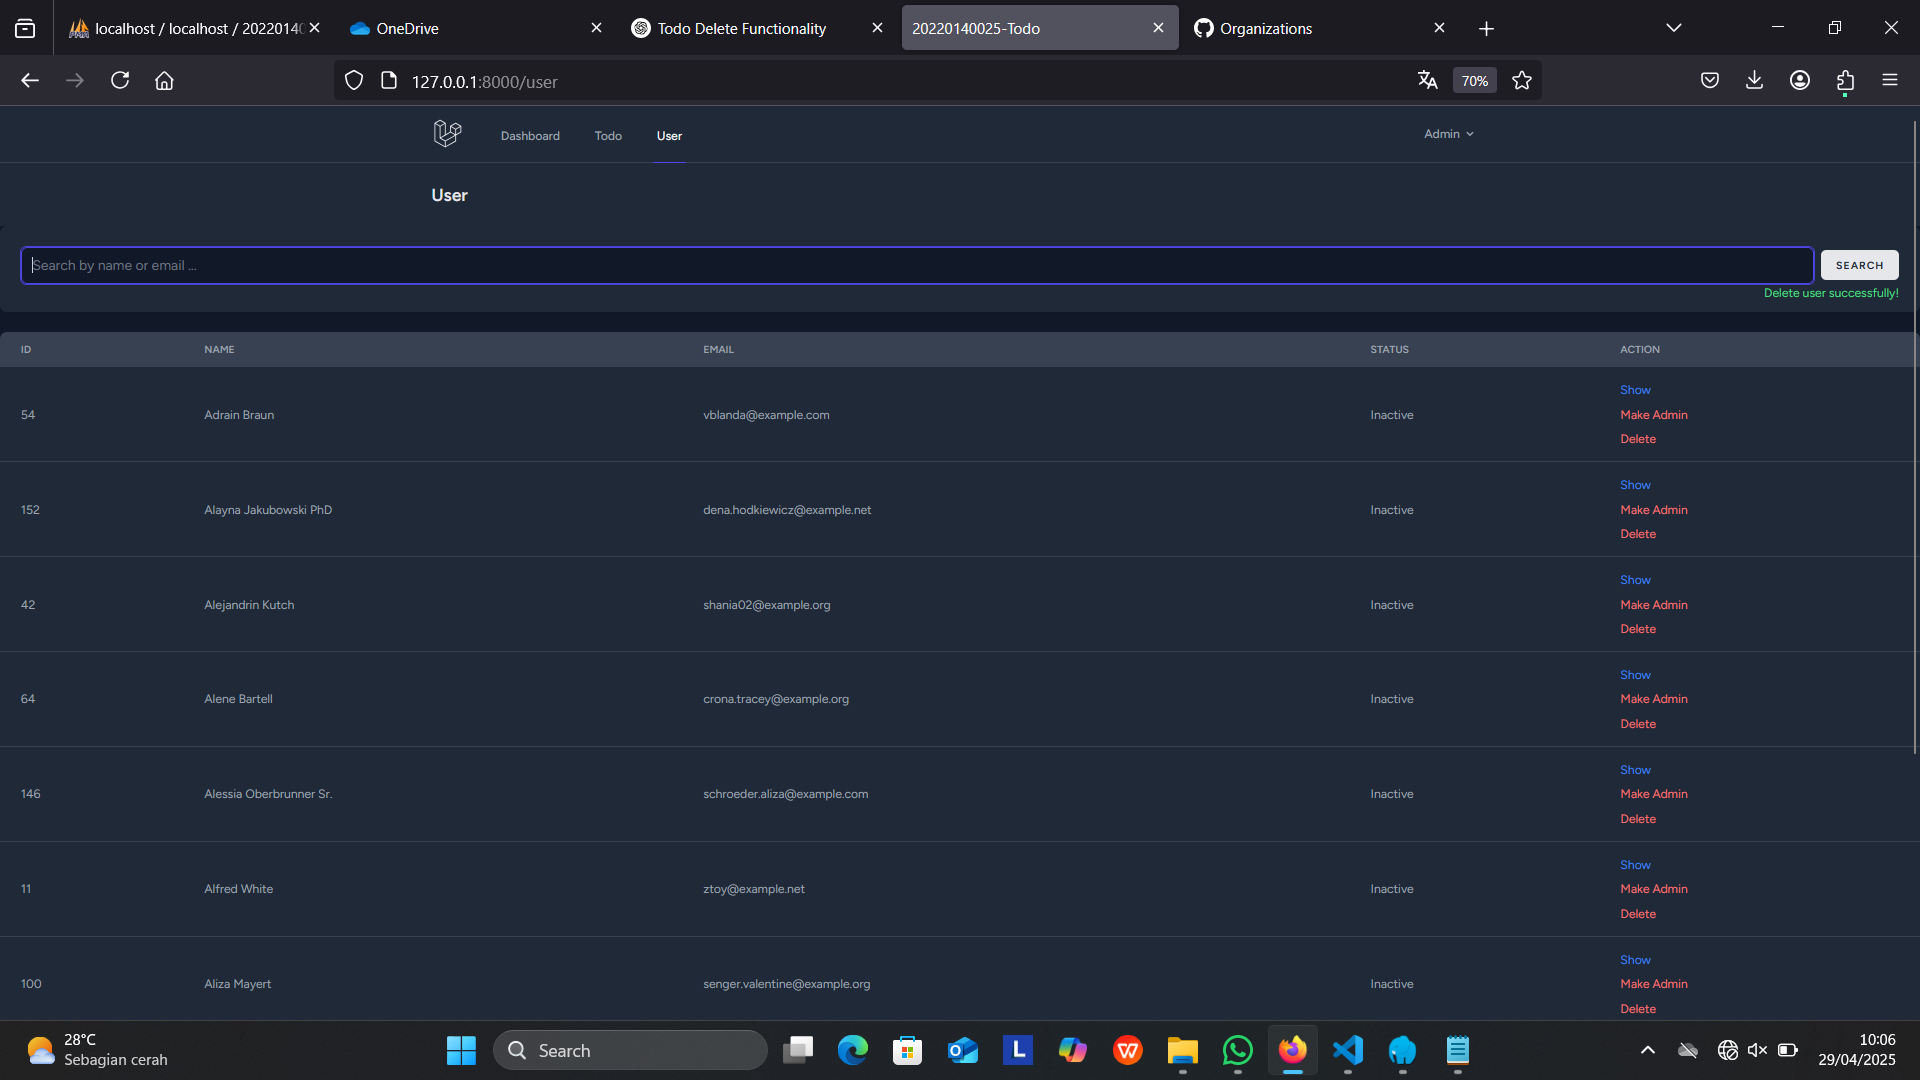 localhost / localhost / 2022014
OneDrive
Todo Delete Functionality
20220140025-Todo
Organizations
127.0.0.1:8000/user
70%
Dashboard
Todo
User
Admin
User
Search by name or email ...
SEARCH
Delete user successfully!
ID NAME EMAIL STATUS ACTION
54 Adrain Braun vblanda@example.com Inactive Show
Make Admin
Delete
152 Alayna Jakubowski PhD dena.hodkiewicz@example.net Inactive Show
Make Admin
Delete
42 Alejandrin Kutch shania02@example.org Inactive Show
Make Admin
Delete
64 Alene Bartell crona.tracey@example.org Inactive Show
Make Admin
Delete
146 Alessia Oberbrunner Sr. schroeder.aliza@example.com Inactive Show
Make Admin
Delete
11 Alfred White ztoy@example.net Inactive Show
Make Admin
Delete
100 Aliza Mayert senger.valentine@example.org Inactive Show
Make Admin
Delete
28°C
Sebagian cerah
Search
10:06
29/04/2025